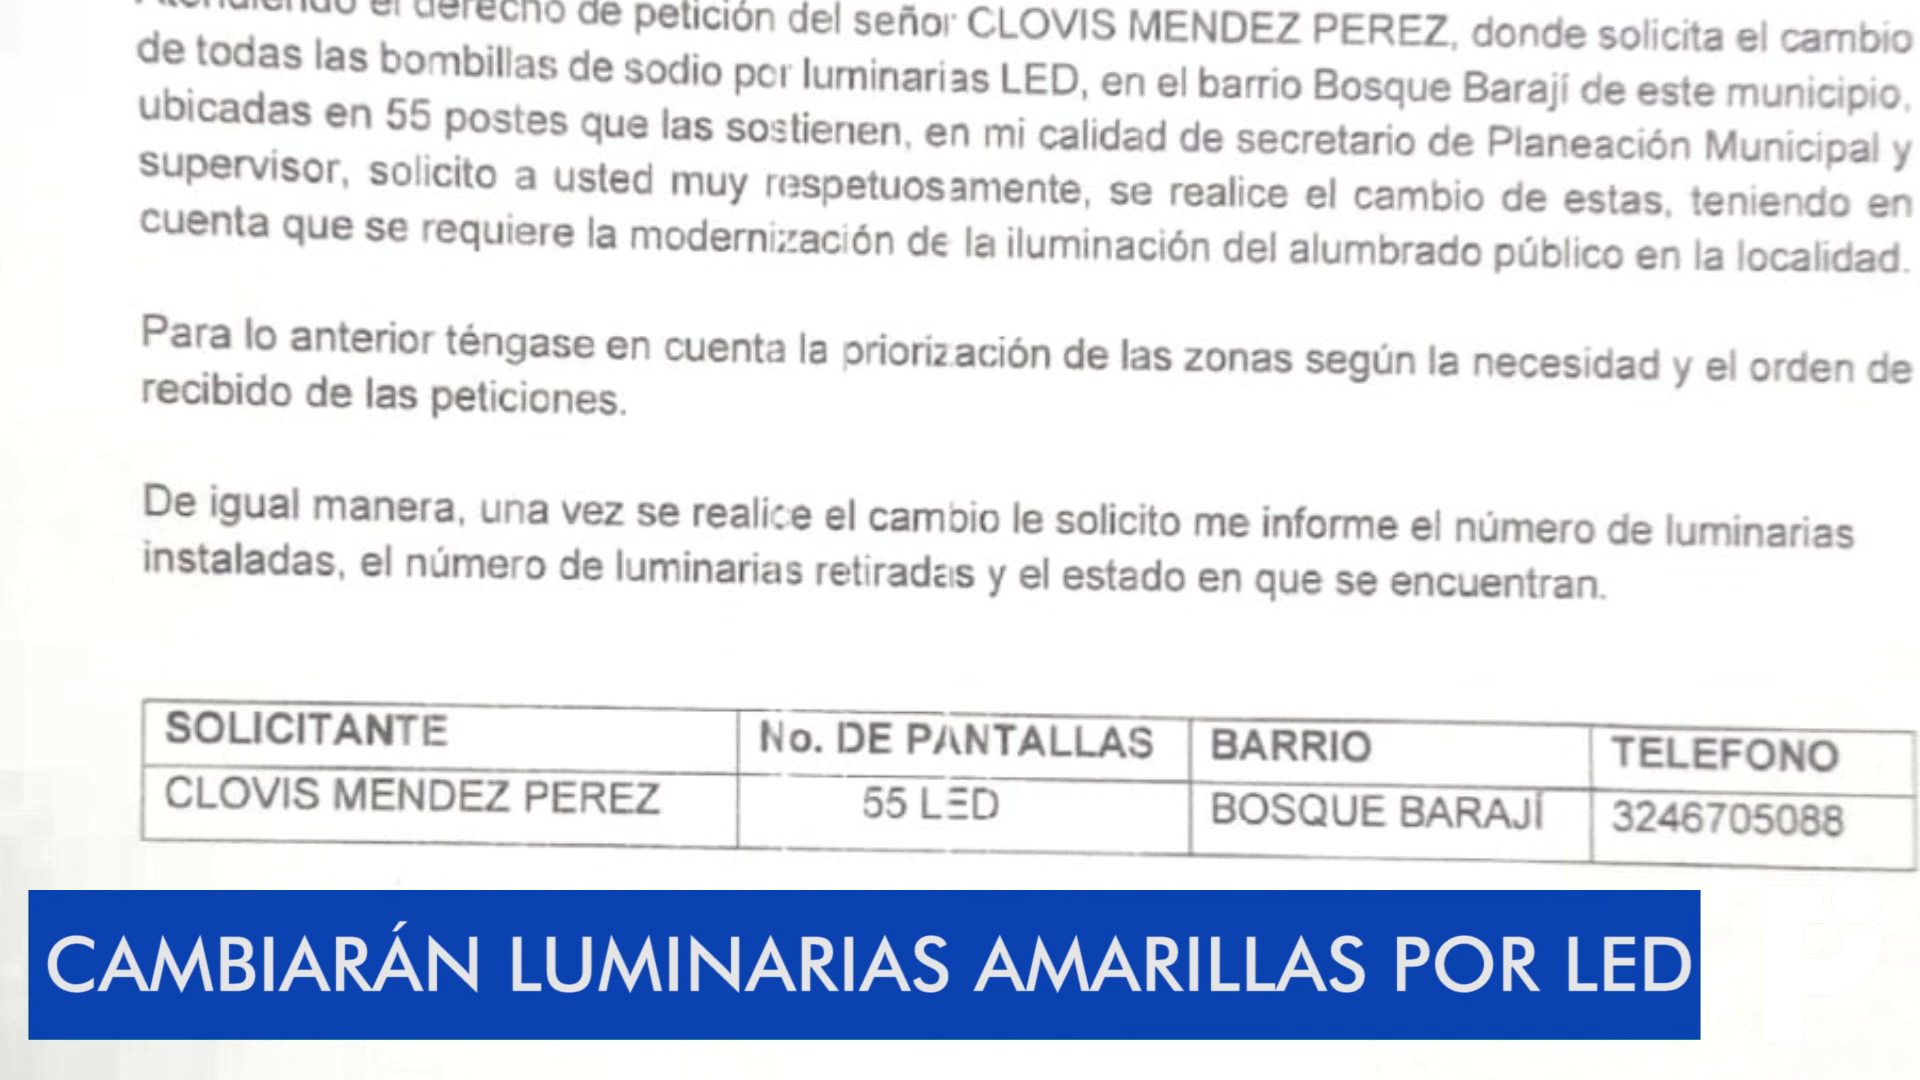 Atendiendo el derecho de petición del señor CLOVIS MENDEZ PEREZ, donde solicita el cambio
de todas las bombillas de sodio por luminarias LED, en el barrio Bosque Barají de este municipio,
ubicadas en 55 postes que las sostienen, en mi calidad de secretario de Planeación Municipal y
supervisor, solicito a usted muy respetuosamente, se realice el cambio de estas, teniendo en
cuenta que se requiere la modernización de la iluminación del alumbrado público en la localidad.
Para lo anterior téngase en cuenta la priorización de las zonas según la necesidad y el orden de
recibido de las peticiones.
De igual manera, una vez se realice el cambio le solicito me informe el número de luminarias
instaladas, el número de luminarias retiradas y el estado en que se encuentran.
SOLICITANTE No. DE PANTALLAS BARRIO TELEFONO
CLOVIS MENDEZ PEREZ 55 LED BOSQUE BARAJÍ 3246705088
CAMBIARÁN LUMINARIAS AMARILLAS POR LED